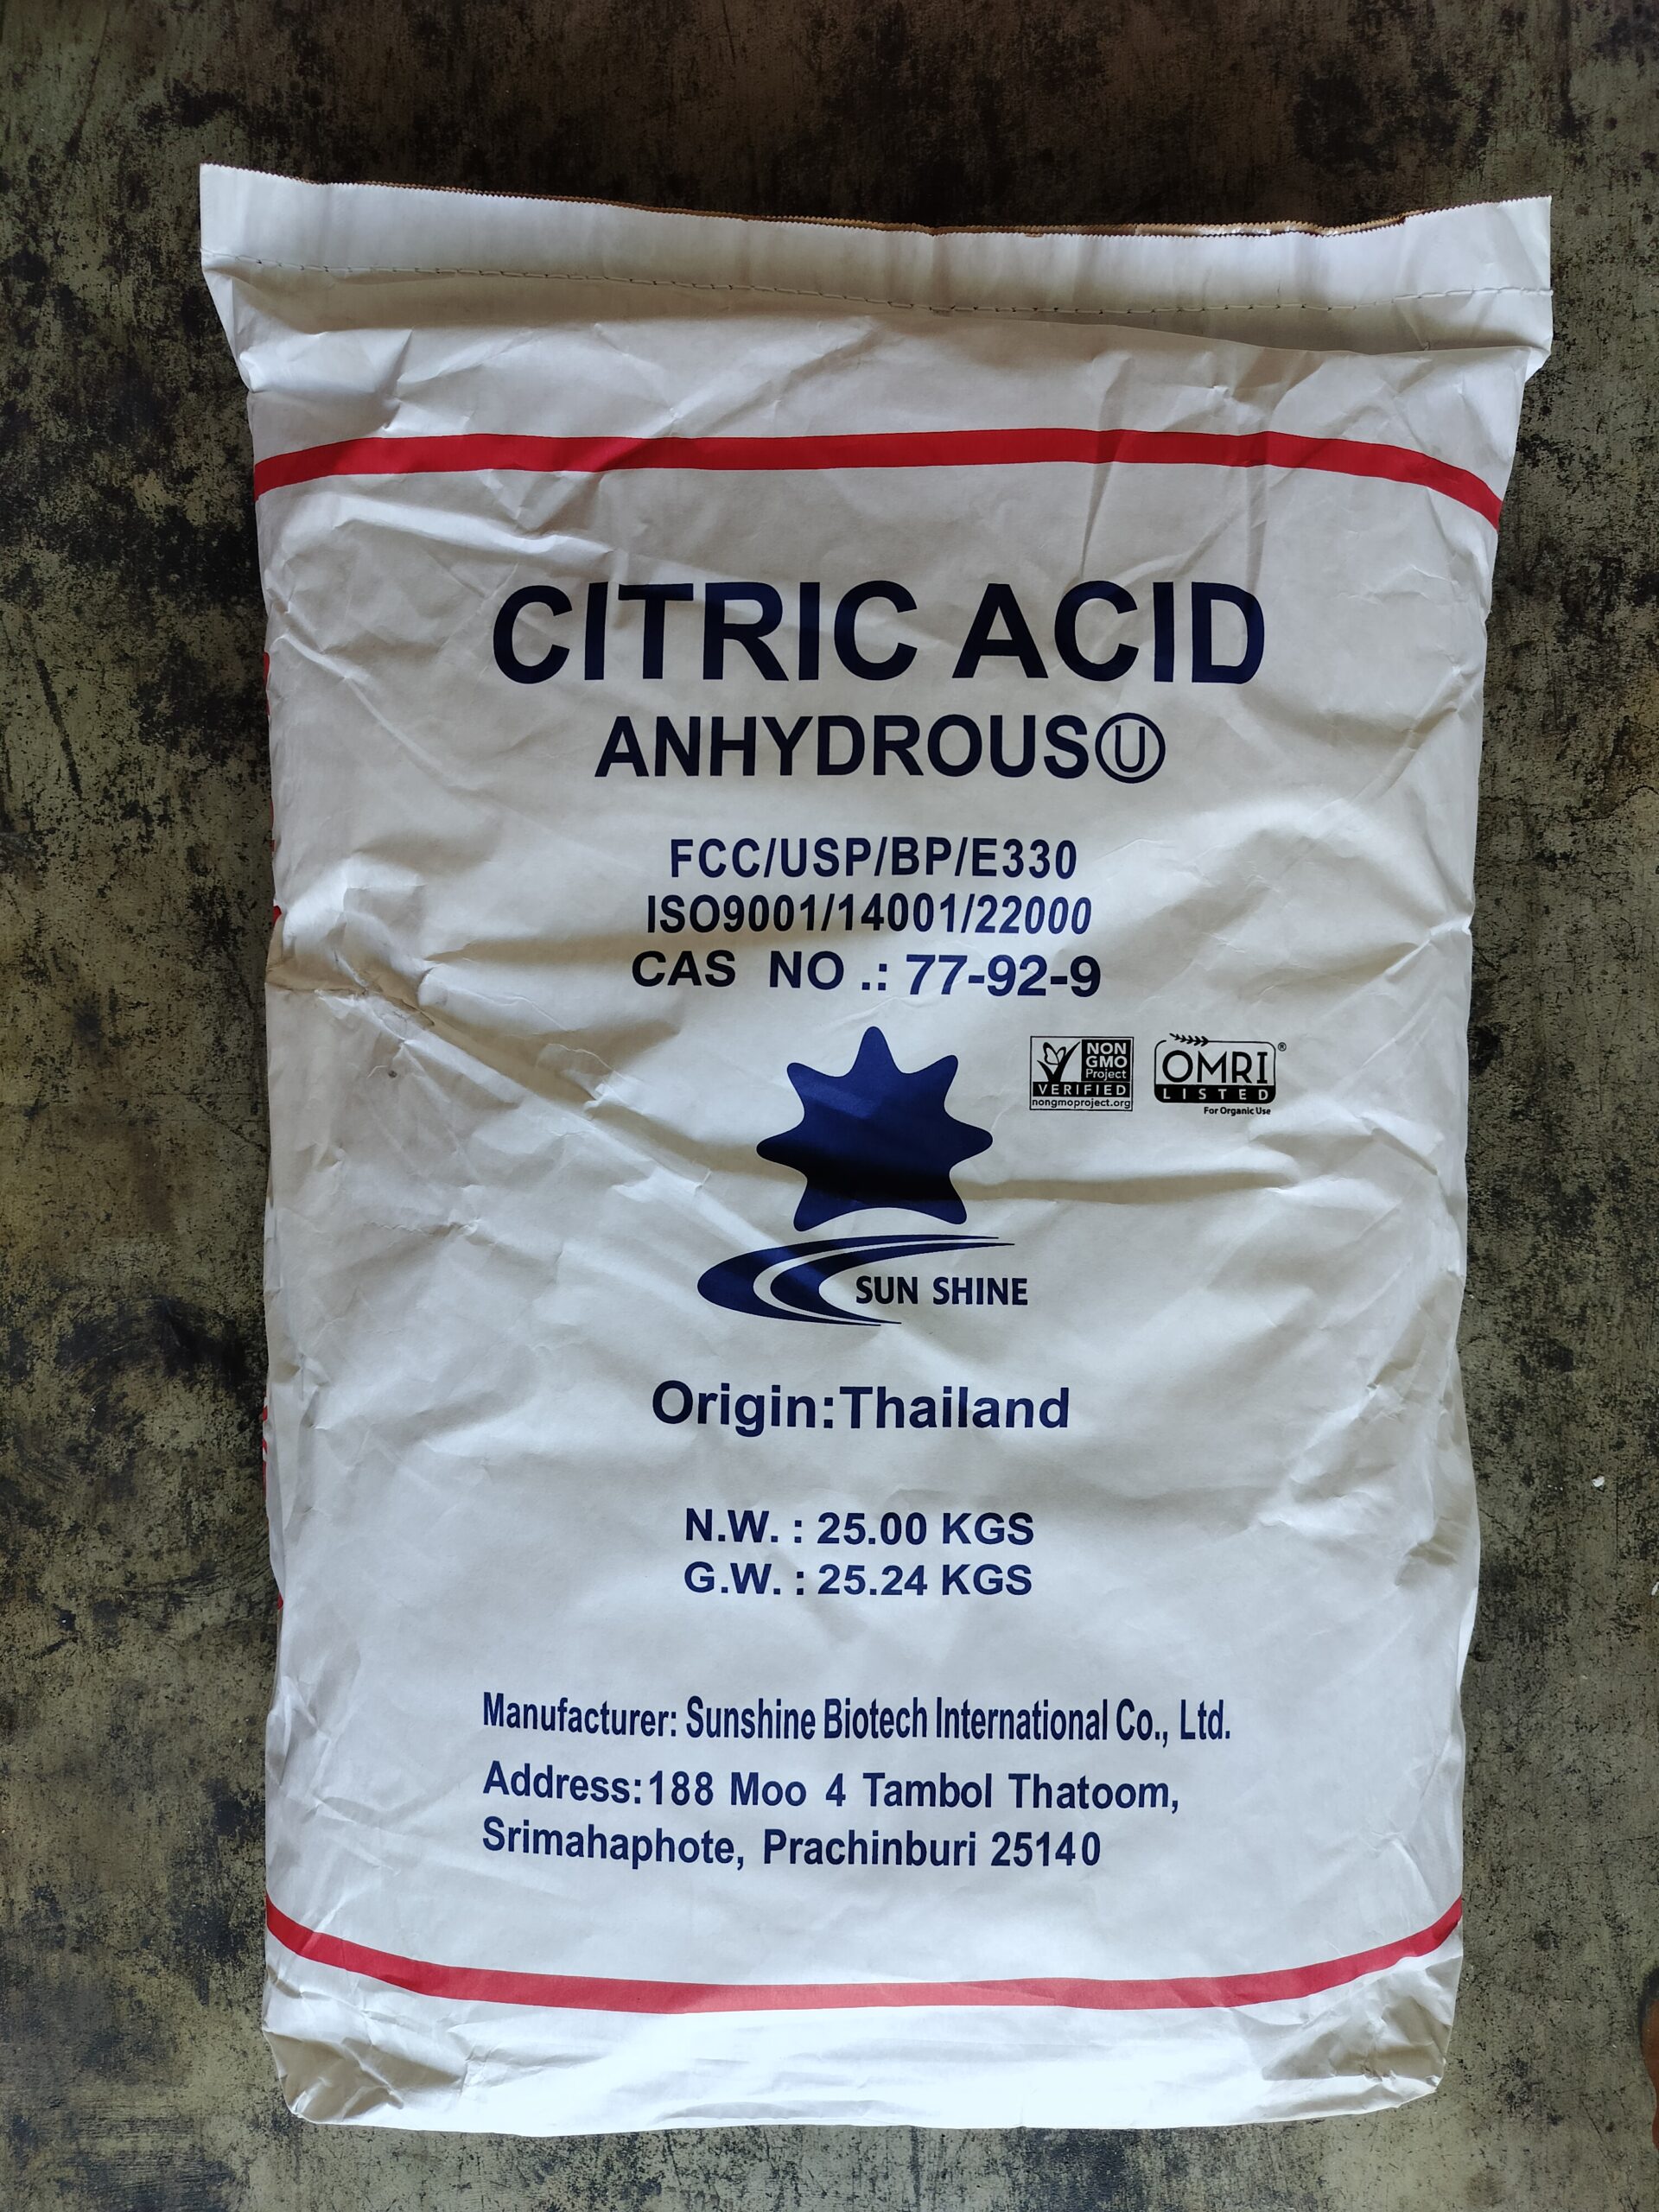 CITRIC ACID
ANHYDROUSⓊ
FCC/USP/BP/E330
ISO9001/14001/22000
CAS NO .: 77-92-9
NON
GMO
Project
VERIFIED
nongmoproject.org
OMRI®
LISTED
For Organic Use
SUN SHINE
Origin:Thailand
N.W. : 25.00 KGS
G.W. : 25.24 KGS
Manufacturer: Sunshine Biotech International Co., Ltd.
Address:188 Moo 4 Tambol Thatoom,
Srimahaphote, Prachinburi 25140